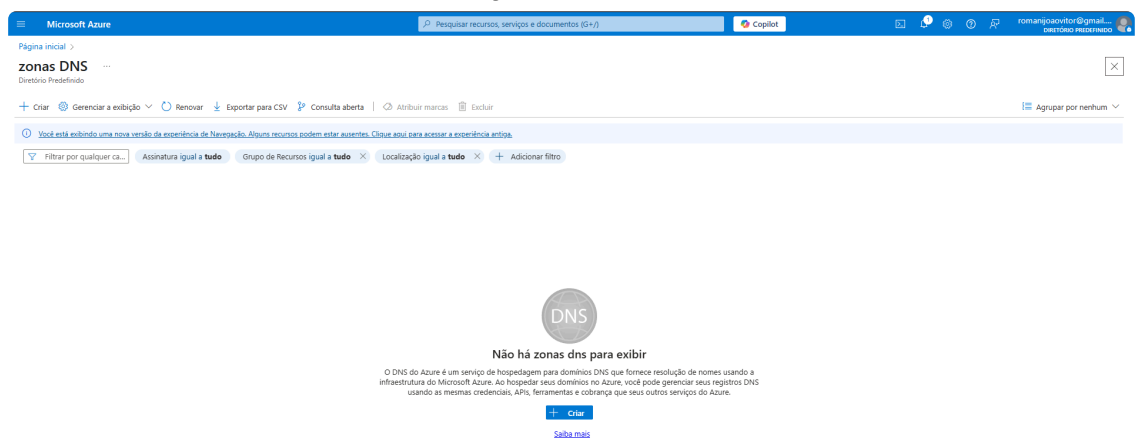 Microsoft Azure
Pesquisar recursos, serviços e documentos (G+/)
Copilot
1
romanijoaovitor@gmail....
DIRETÓRIO PREDEFINIDO
Página inicial >
zonas DNS ...
Diretório Predefinido
Criar Gerenciar a exibição Renovar Exportar para CSV Consulta aberta Atribuir marcas Excluir Agrupar por nenhum
Você está exibindo uma nova versão da experiência de Navegação. Alguns recursos podem estar ausentes. Clique aqui para acessar a experiência antiga.
Filtrar por qualquer ca... Assinatura igual a tudo Grupo de Recursos igual a tudo Localização igual a tudo Adicionar filtro
DNS
Não há zonas dns para exibir
O DNS do Azure é um serviço de hospedagem para domínios DNS que fornece resolução de nomes usando a
infraestrutura do Microsoft Azure. Ao hospedar seus domínios no Azure, você pode gerenciar seus registros DNS
usando as mesmas credenciais, APIs, ferramentas e cobrança que seus outros serviços do Azure.
Criar
Saiba mais